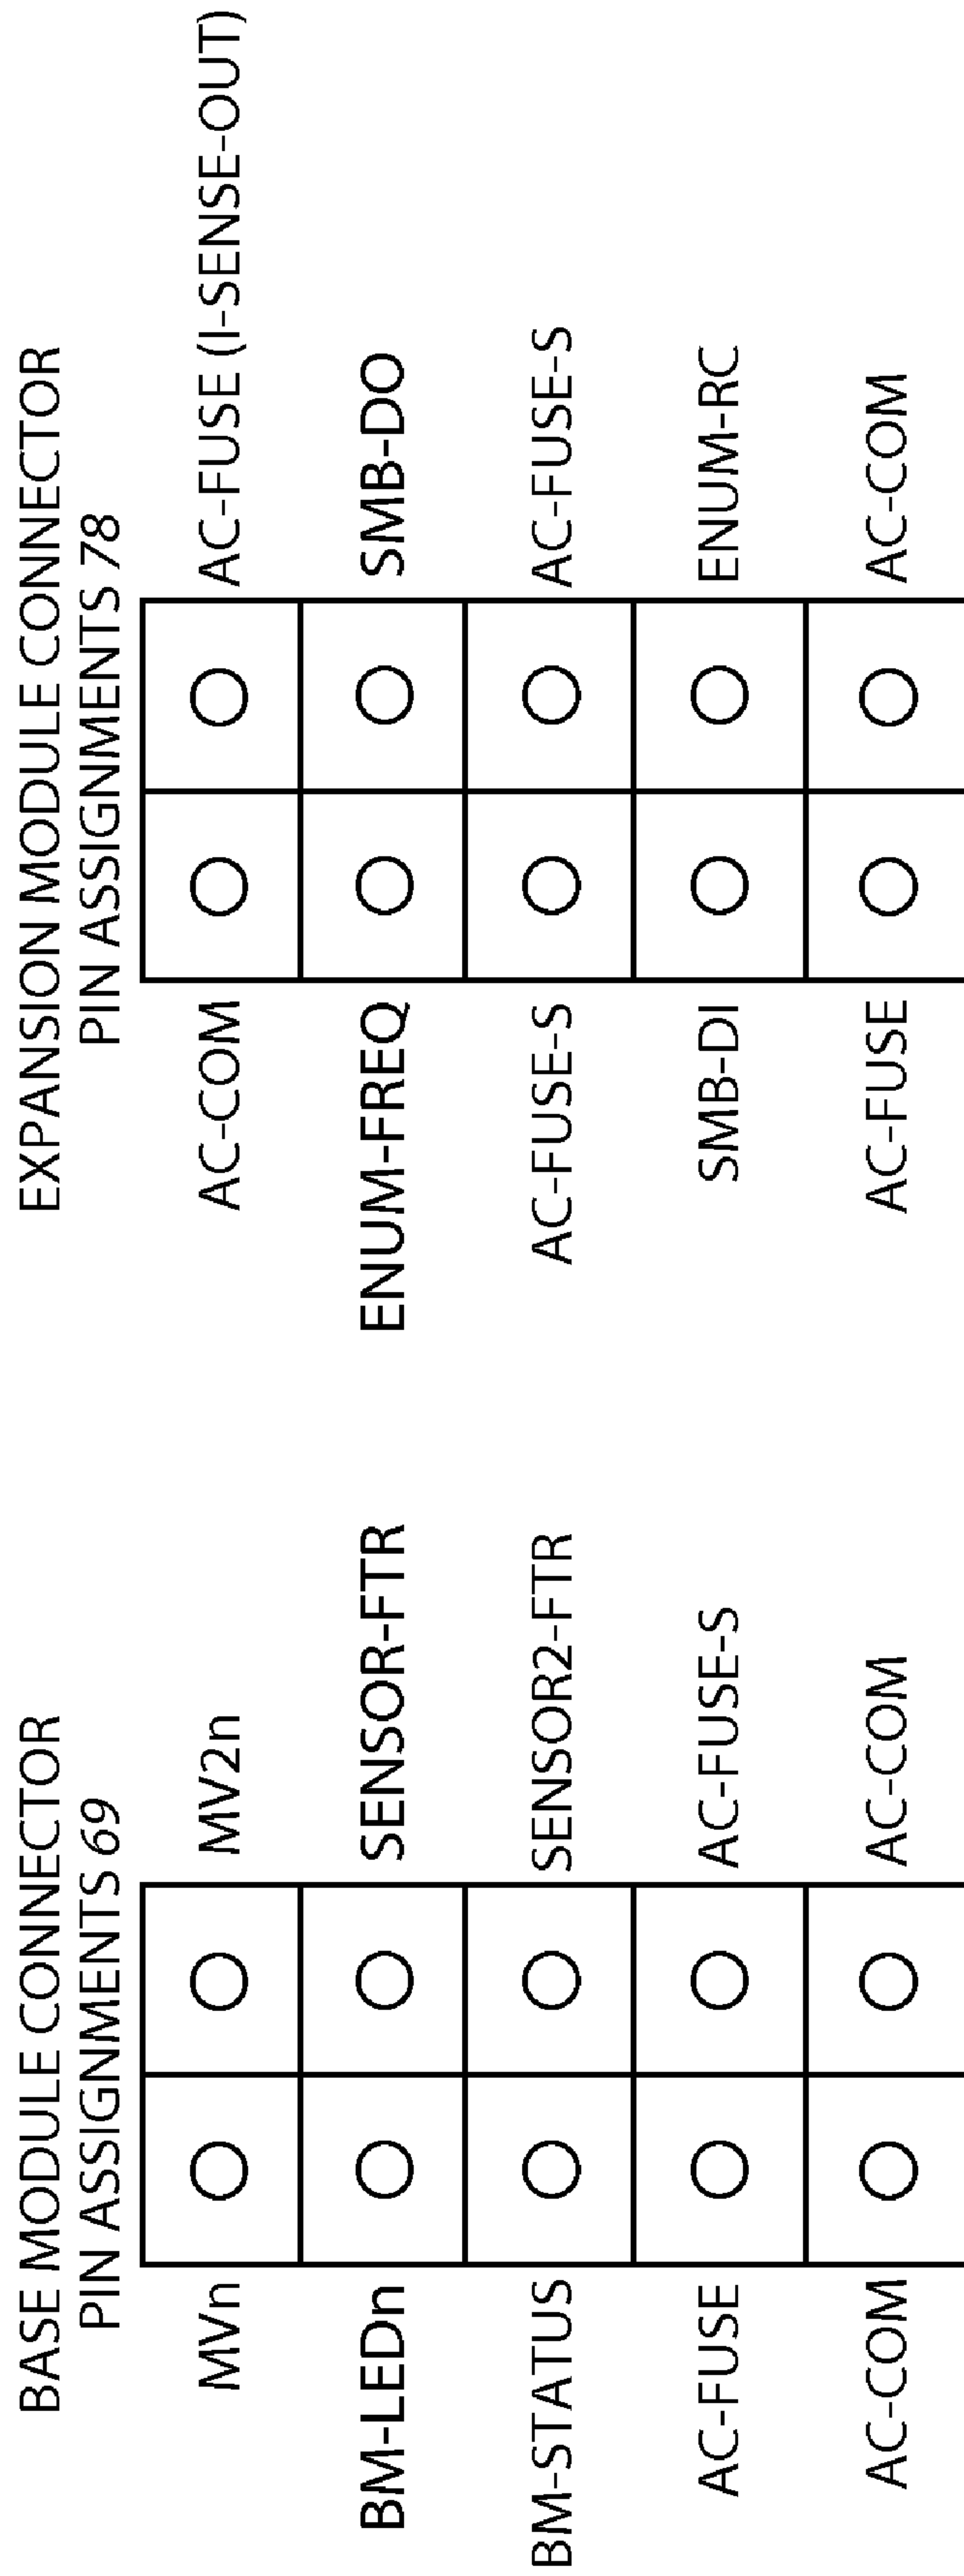 BASE MODULE CONNECTOR
PIN ASSIGNMENTS 69
MVn
MV2n
BM-LEDn
SENSOR-FTR
BM-STATUS
SENSOR2-FTR
AC-FUSE
AC-FUSE-S
AC-COM
AC-COM
EXPANSION MODULE CONNECTOR
PIN ASSIGNMENTS 78
AC-COM
AC-FUSE (I-SENSE-OUT)
ENUM-FREQ
SMB-DO
AC-FUSE-S
AC-FUSE-S
SMB-DI
ENUM-RC
AC-FUSE
AC-COM